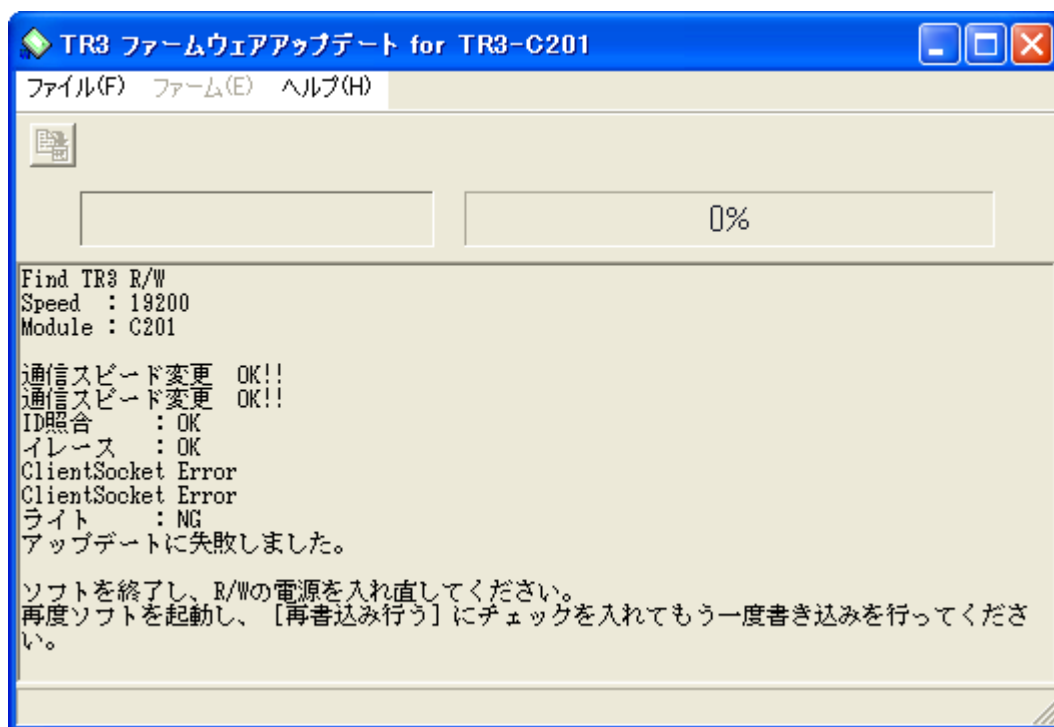 TR3 ファームウェアアップデート for TR3-C201
ファイル(F) ファーム(E) ヘルプ(H)
0%
Find TR3 R/W
Speed : 19200
Module : C201
通信スピード変更 OK!!
通信スピード変更 OK!!
ID照合 : OK
イレース : OK
ClientSocket Error
ClientSocket Error
ライト : NG
アップデートに失敗しました。
ソフトを終了し、R/Wの電源を入れ直してください。
再度ソフトを起動し、［再書込み行う］にチェックを入れてもう一度書き込みを行ってくださ
い。